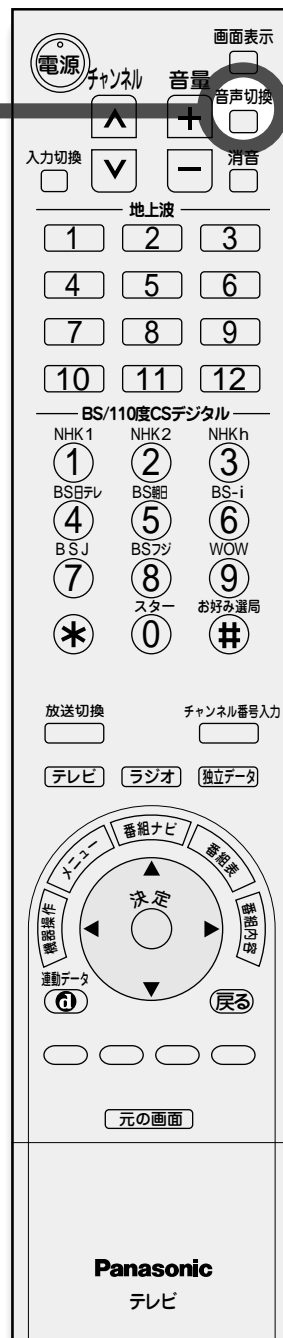 画面表示
電源
チャンネル 音量 音声切換
入力切換 消音
地上波
1 2 3
4 5 6
7 8 9
10 11 12
BS/110度CSデジタル
NHK1 NHK2 NHKh
1 2 3
BS日テレ BS朝日 BS-i
4 5 6
BSJ BSフジ WOW
7 8 9
スター お好み選局
* 0 #
放送切換 チャンネル番号入力
テレビ ラジオ 独立データ
機器操作 メニュー 番組ナビ 番組表 番組内容
決定
連動データ
d 戻る
元の画面
Panasonic
テレビ